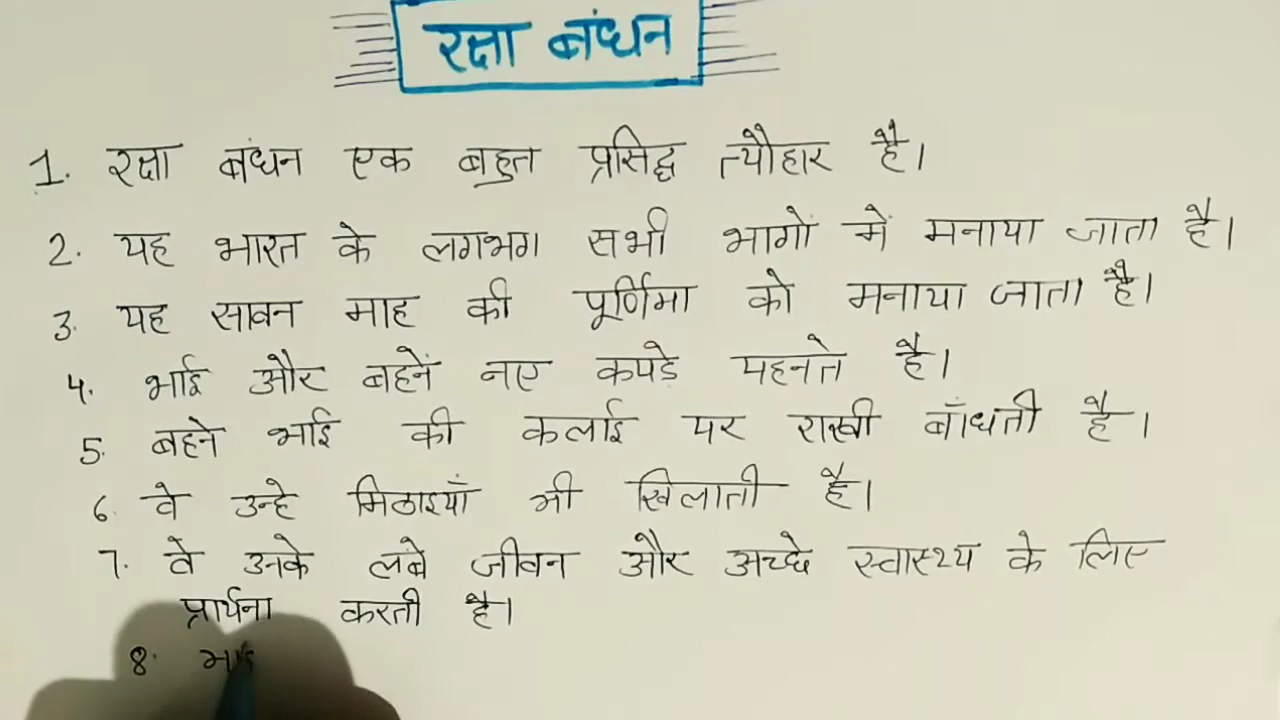 रक्षा बंधन
1. रक्षा बंधन एक बहुत प्रसिद्ध त्यौहार है।
2. यह भारत के लगभग सभी भागों में मनाया जाता है।
3. यह सावन माह की पूर्णिमा को मनाया जाता है।
4. भाई और बहनें नए कपड़े पहनते है।
5. बहने भाई की कलाई पर राखी बाँधती है।
6. वे उन्हे मिठाइयाँ भी खिलाती है।
7. वे उनके लबे जीवन और अच्छे स्वास्थ्य के लिए
प्रार्थना करती है।
8.